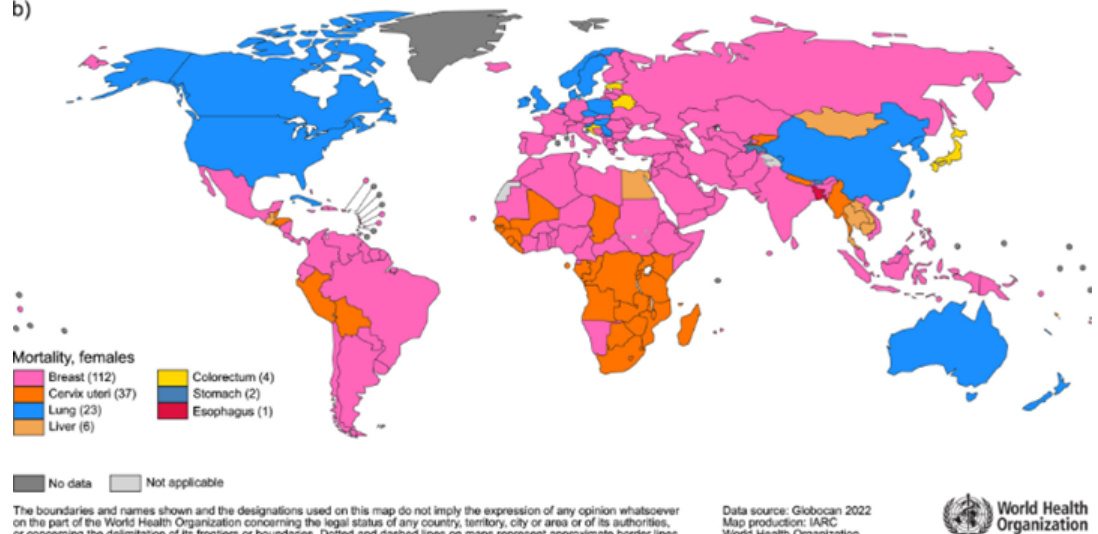 b)
Mortality, females
Breast (112)
Cervix uteri (37)
Lung (23)
Liver (6)
Colorectum (4)
Stomach (2)
Esophagus (1)
No data
Not applicable
The boundaries and names shown and the designations used on this map do not imply the expression of any opinion whatsoever
on the part of the World Health Organization concerning the legal status of any country, territory, city or area or of its authorities,
or concerning the delimitation of its frontiers or boundaries. Dotted and dashed lines on maps represent approximate border lines
Data source: Globocan 2022
Map production: IARC
World Health Organization
World Health
Organization